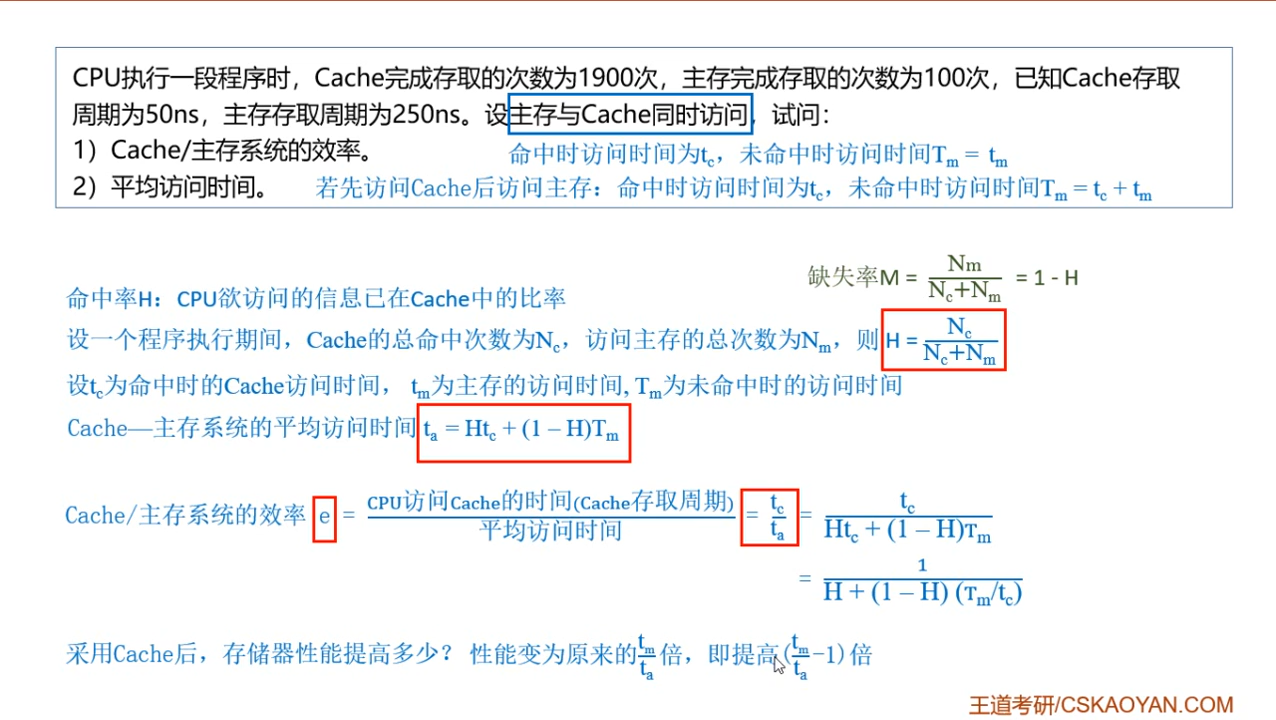 CPU执行一段程序时，Cache完成存取的次数为1900次，主存完成存取的次数为100次，已知Cache存取
周期为50ns，主存存取周期为250ns。设主存与Cache同时访问，试问：
1）Cache/主存系统的效率。 命中时访问时间为tc，未命中时访问时间Tm = tm
2）平均访问时间。 若先访问Cache后访问主存：命中时访问时间为tc，未命中时访问时间Tm = tc + tm
缺失率M = Nm/(Nc+Nm) = 1 - H
命中率H：CPU欲访问的信息已在Cache中的比率
设一个程序执行期间，Cache的总命中次数为Nc，访问主存的总次数为Nm，则 H = Nc/(Nc+Nm)
设tc为命中时的Cache访问时间， tm为主存的访问时间, Tm为未命中时的访问时间
Cache—主存系统的平均访问时间 ta = Htc + (1 – H)Tm
Cache/主存系统的效率 e = CPU访问Cache的时间(Cache存取周期)/平均访问时间 = tc/ta = tc/(Htc + (1 – H)Tm)
= 1/(H + (1 – H) (Tm/tc))
采用Cache后，存储器性能提高多少？ 性能变为原来的tm/ta倍，即提高(tm/ta-1)倍
王道考研/CSKAOYAN.COM